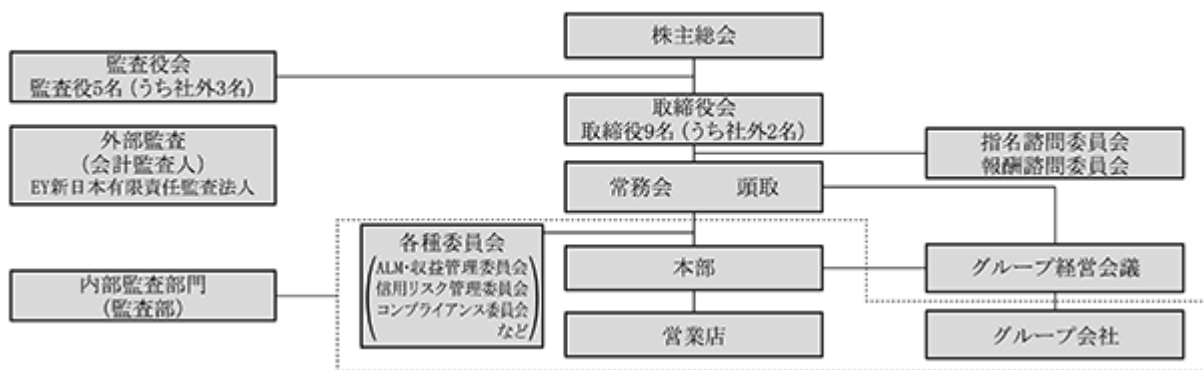 株主総会
監査役会
監査役5名(うち社外3名)
取締役会
取締役9名(うち社外2名)
外部監査
(会計監査人)
EY新日本有限責任監査法人
指名諮問委員会
報酬諮問委員会
常務会 頭取
各種委員会
ALM・収益管理委員会
信用リスク管理委員会
コンプライアンス委員会
など
本部
グループ経営会議
内部監査部門
(監査部)
営業店
グループ会社